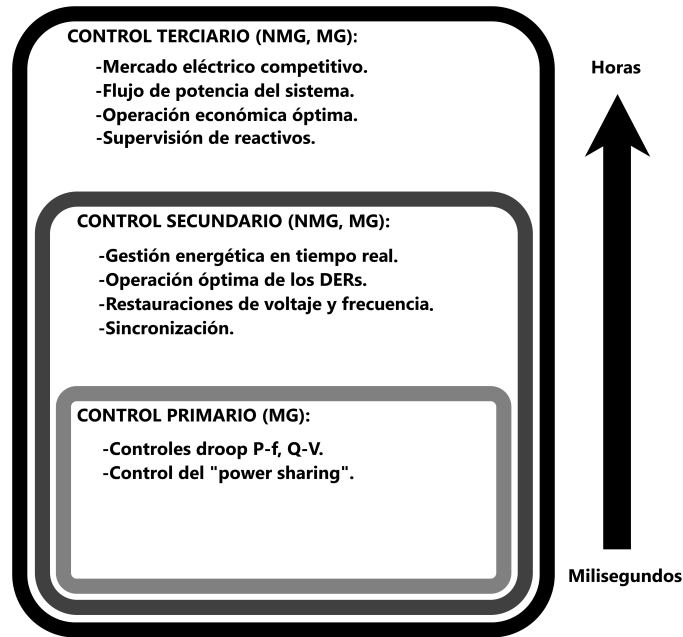 CONTROL TERCIARIO (NMG, MG):
-Mercado eléctrico competitivo.
-Flujo de potencia del sistema.
-Operación económica óptima.
-Supervisión de reactivos.
Horas
CONTROL SECUNDARIO (NMG, MG):
-Gestión energética en tiempo real.
-Operación óptima de los DERs.
-Restauraciones de voltaje y frecuencia.
-Sincronización.
CONTROL PRIMARIO (MG):
-Controles droop P-f, Q-V.
-Control del "power sharing".
Milisegundos